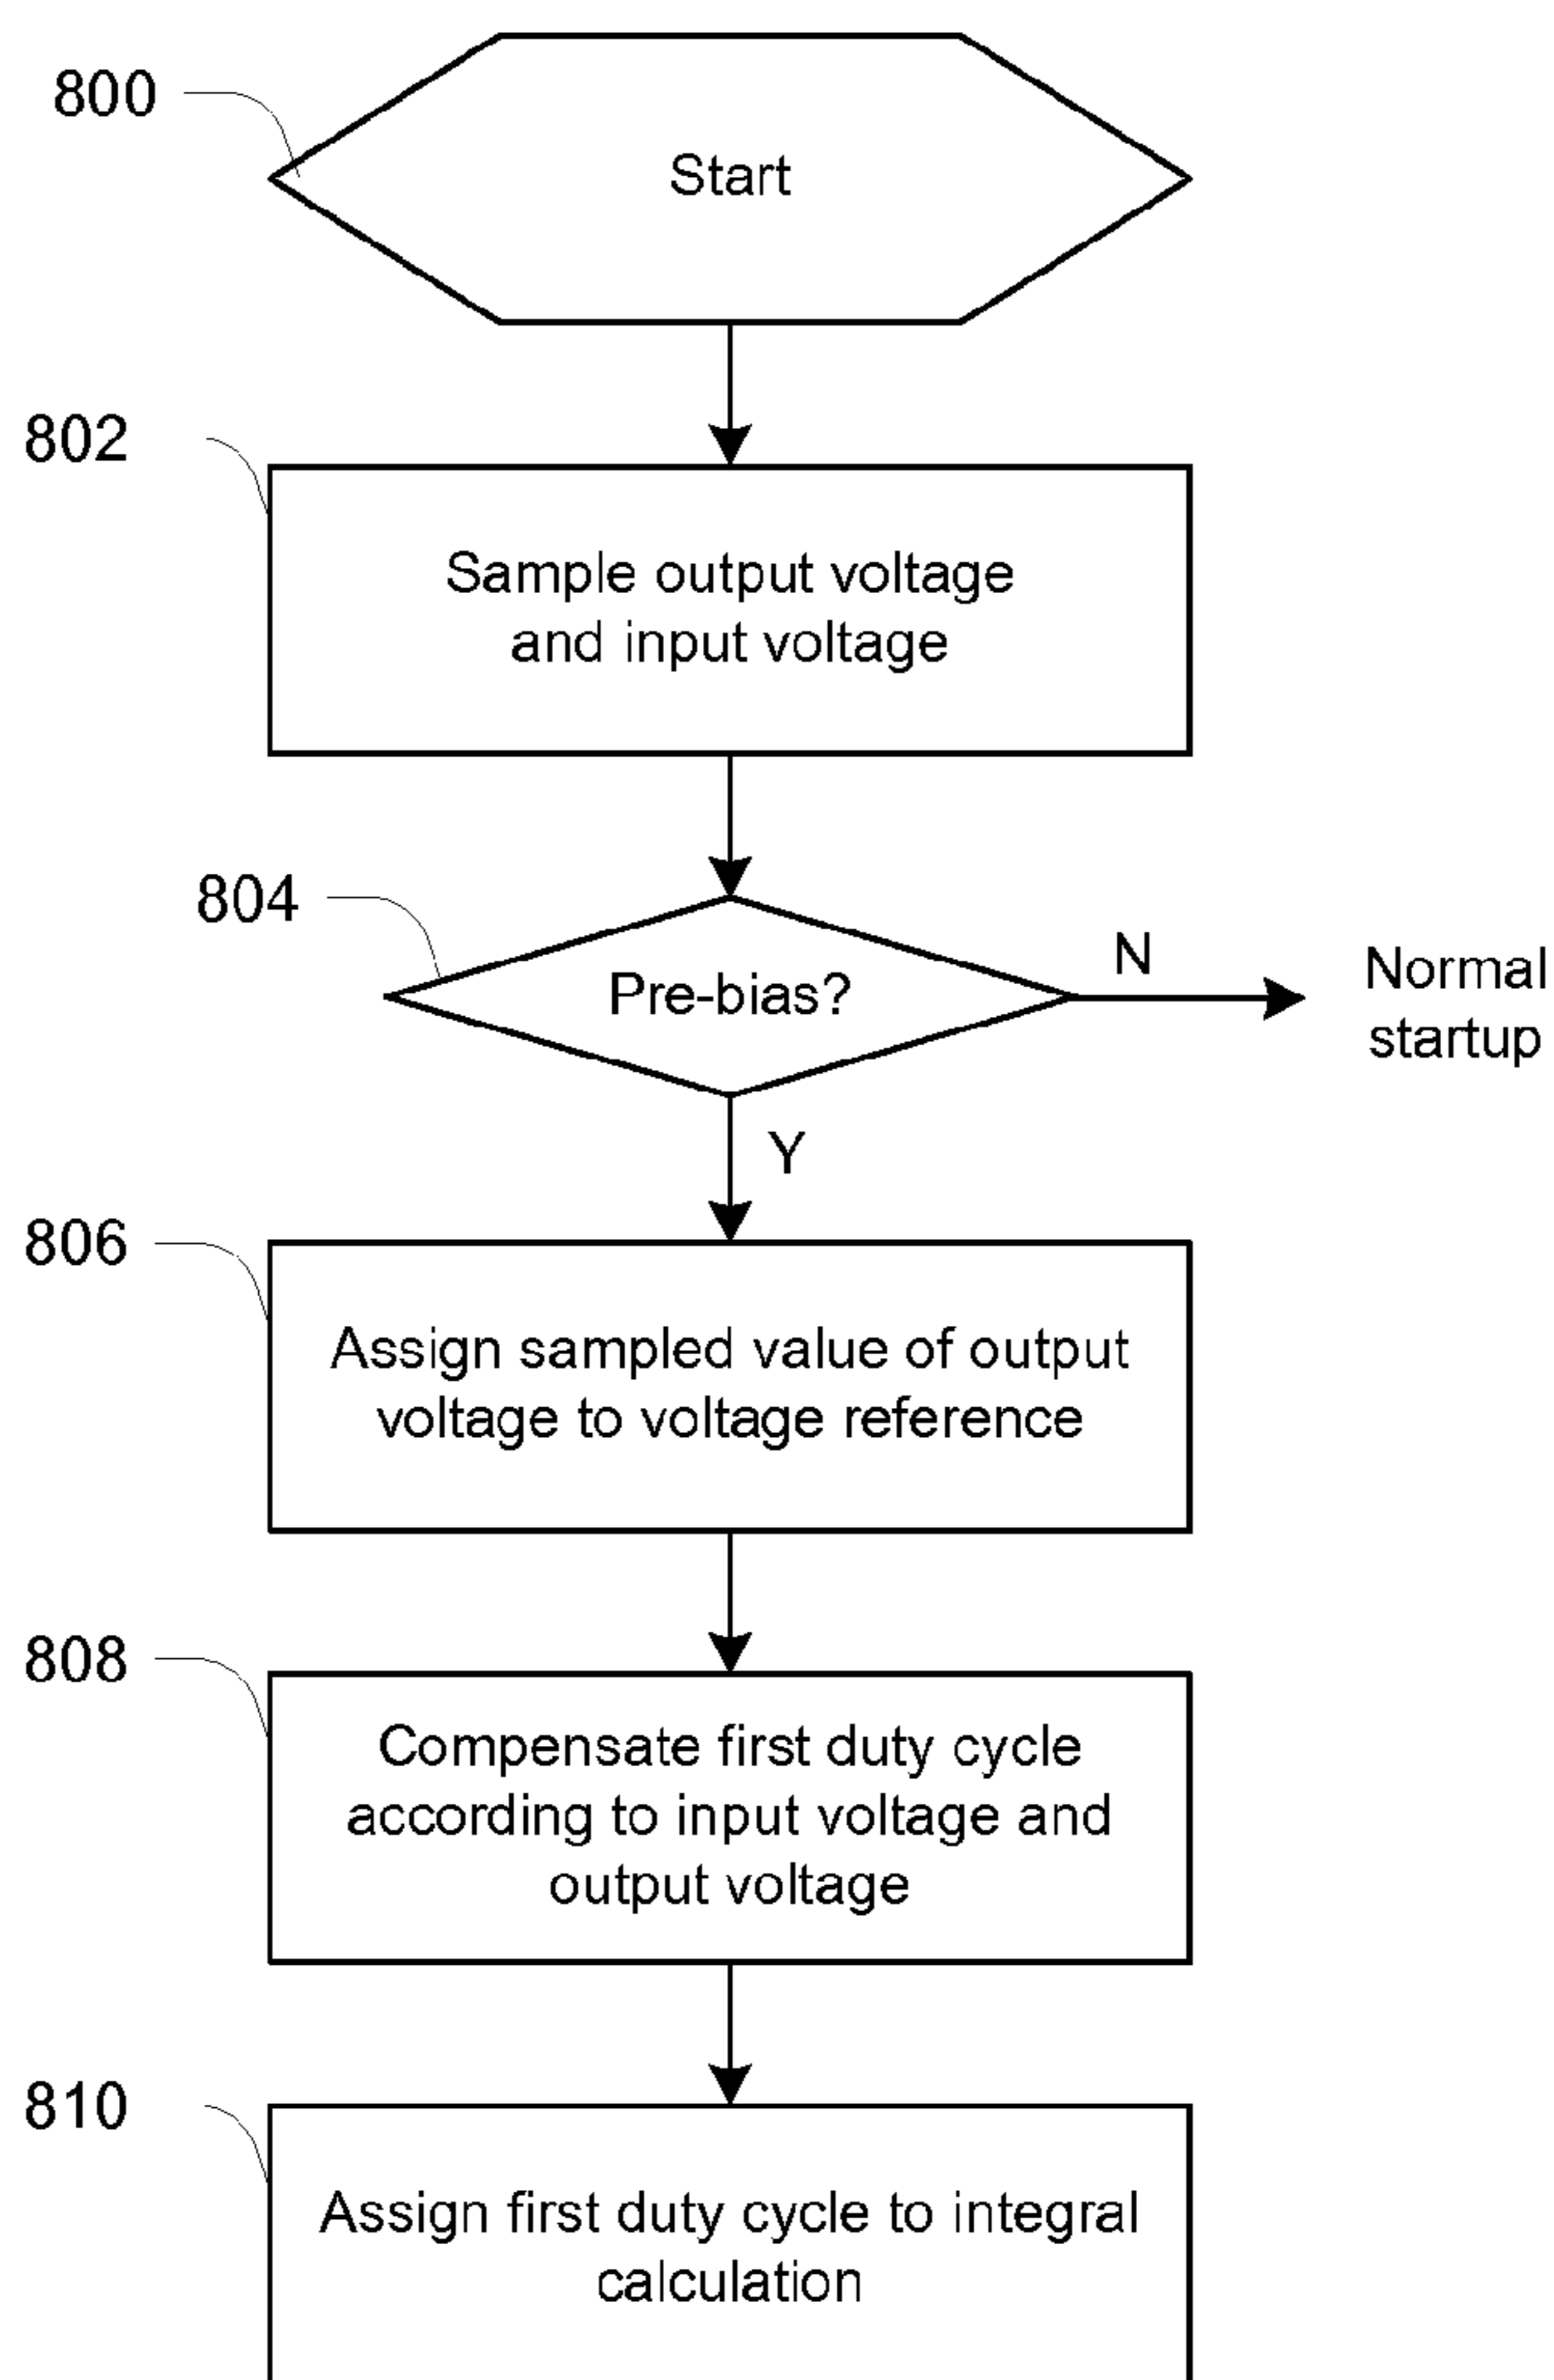 800
Start
802
Sample output voltage
and input voltage
804
Pre-bias?
N
Normal
startup
Y
806
Assign sampled value of output
voltage to voltage reference
808
Compensate first duty cycle
according to input voltage and
output voltage
810
Assign first duty cycle to integral
calculation